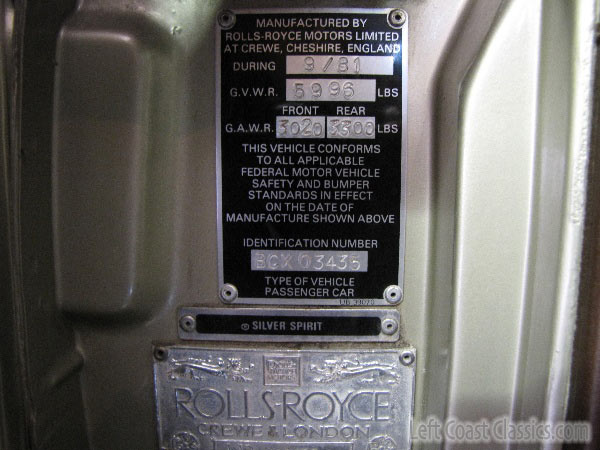 MANUFACTURED BY
ROLLS-ROYCE MOTORS LIMITED
AT CREWE, CHESHIRE, ENGLAND
DURING 9/81
G.V.W.R. 5996 LBS
FRONT REAR
G.A.W.R. 3020 3300 LBS
THIS VEHICLE CONFORMS
TO ALL APPLICABLE
FEDERAL MOTOR VEHICLE
SAFETY AND BUMPER
STANDARDS IN EFFECT
ON THE DATE OF
MANUFACTURE SHOWN ABOVE
IDENTIFICATION NUMBER
BCX03435
TYPE OF VEHICLE
PASSENGER CAR
® SILVER SPIRIT
ROLLS-ROYCE
CREWE & LONDON
Left Coast Classics.com